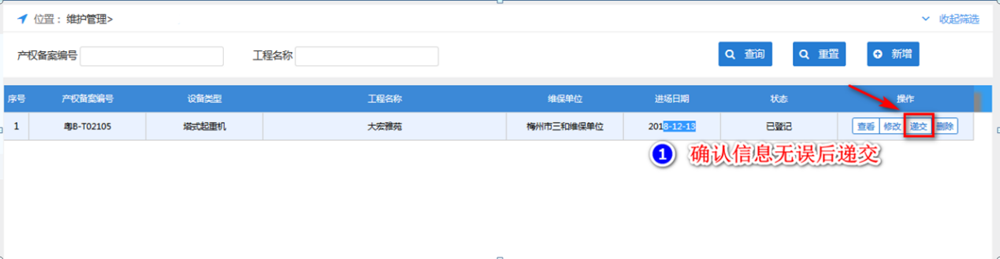 位置： 维护管理>
收起筛选
产权备案编号 工程名称 查询 重置 新增
序号 产权备案编号 设备类型 工程名称 维保单位 进场日期 状态 操作
1 粤B-T02105 塔式起重机 大宏雅苑 梅州市三和维保单位 2018-12-13 已登记 查看 修改 递交 删除
1 确认信息无误后递交